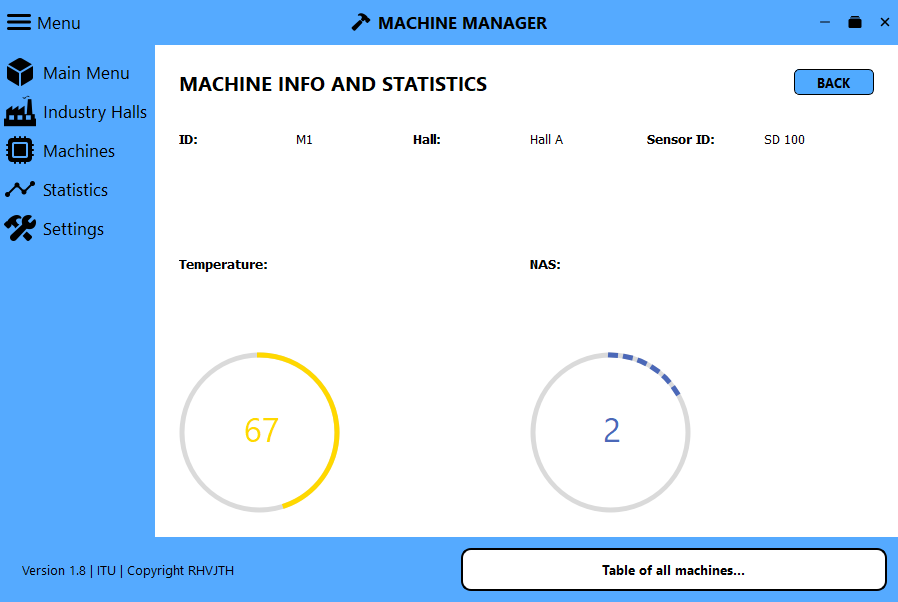 Menu
MACHINE MANAGER
Main Menu
Industry Halls
Machines
Statistics
Settings
MACHINE INFO AND STATISTICS
BACK
ID: M1 Hall: Hall A Sensor ID: SD 100
Temperature: NAS:
67 2
Version 1.8 | ITU | Copyright RHVJTH
Table of all machines...